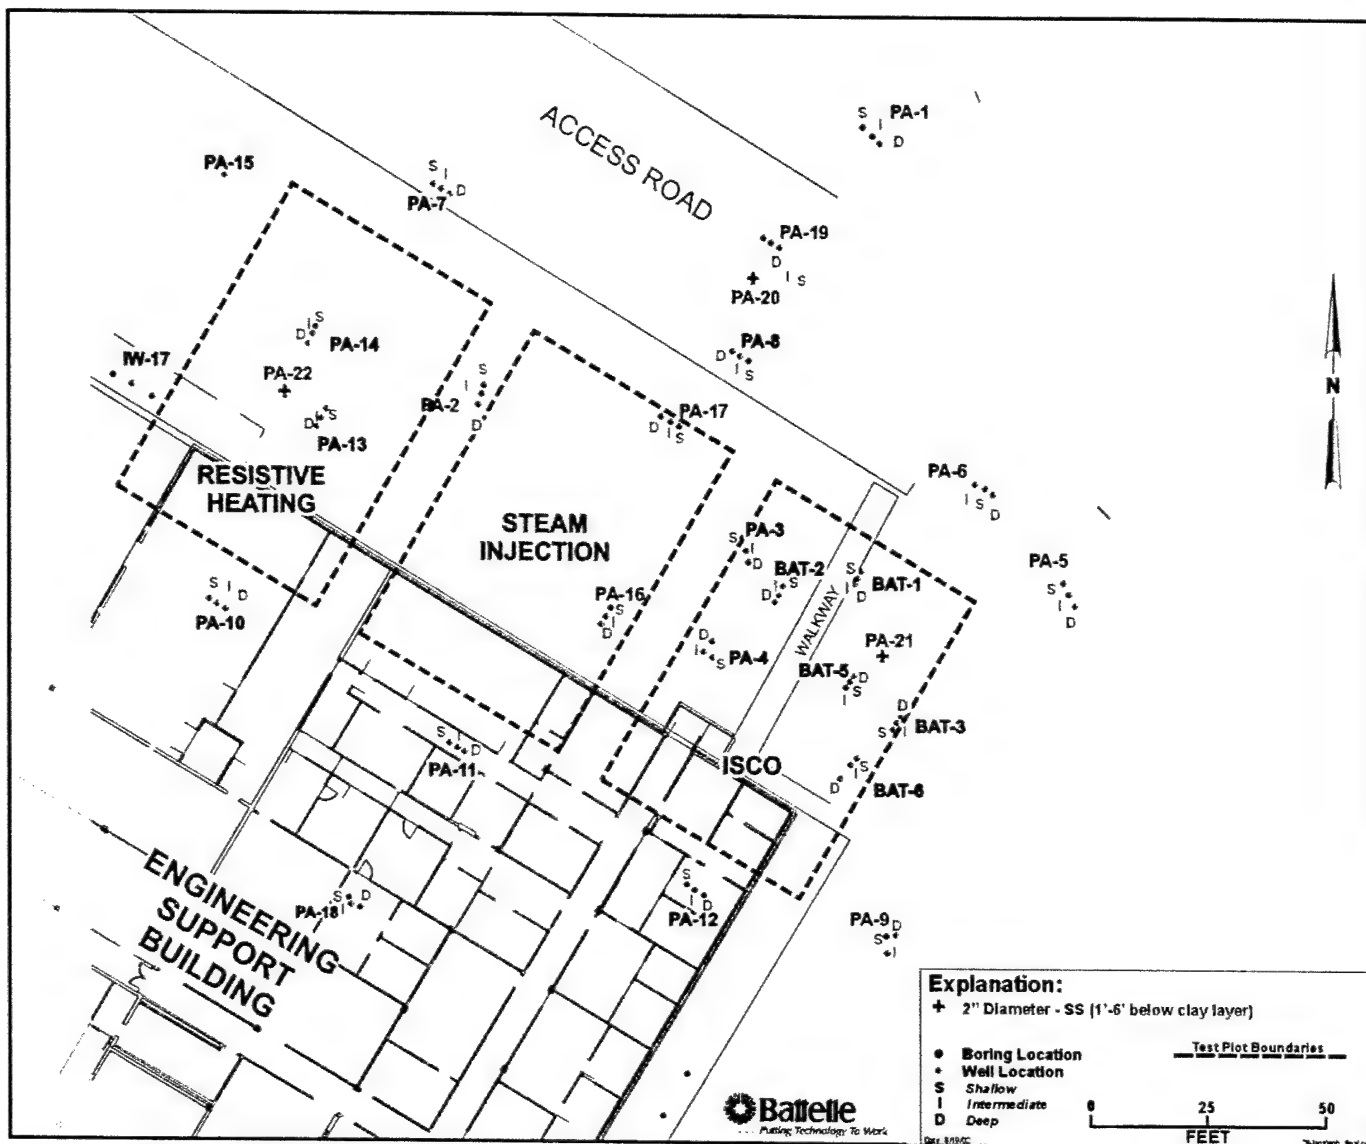 S
I
PA-1
D
ACCESS ROAD
PA-15
S
I
D
PA-7
PA-19
D
I
S
PA-20
S
I
D
PA-14
D
PA-8
I
S
IW-17
PA-22
I
S
PA-2
D
S
D
PA-13
D
PA-17
I
S
N
PA-6
I
S
D
RESISTIVE
HEATING
STEAM
INJECTION
PA-3
S
I
D
BAT-2
I
S
D
S
BAT-1
I
D
WALKWAY
PA-5
S
I
D
S
I
D
PA-10
PA-16
S
I
D
D
I
PA-4
S
PA-21
BAT-5
D
S
I
D
BAT-3
S
I
S
I
D
PA-11
ISCO
S
I
D
BAT-6
ENGINEERING
SUPPORT
BUILDING
S
D
PA-18
I
S
I
D
PA-12
PA-9
D
S
I
Explanation:
+ 2" Diameter - SS (1'-6' below clay layer)
Boring Location
Test Plot Boundaries
Well Location
S Shallow
I Intermediate
D Deep
0 25 50
FEET
Battelle
... Putting Technology To Work